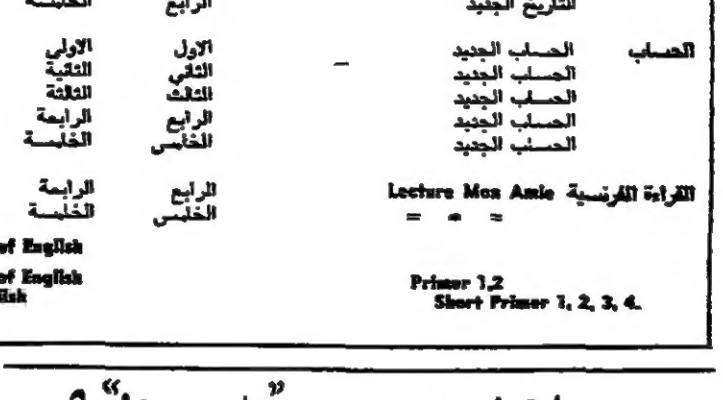 التاريخ الجديد الرابع الخامسة
الحساب الحساب الجديد الاول الاولى
الحساب الجديد الثاني الثانية
الحساب الجديد الثالث الثالثة
الحساب الجديد الرابع الرابعة
الحساب الجديد الخامس الخامسة
القراءة الفرنسية Lecture Mon Amie الرابع الرابعة
= = = الخامس الخامسة
of English
Primer 1,2 of English
Short Primer 1, 2, 3, 4.